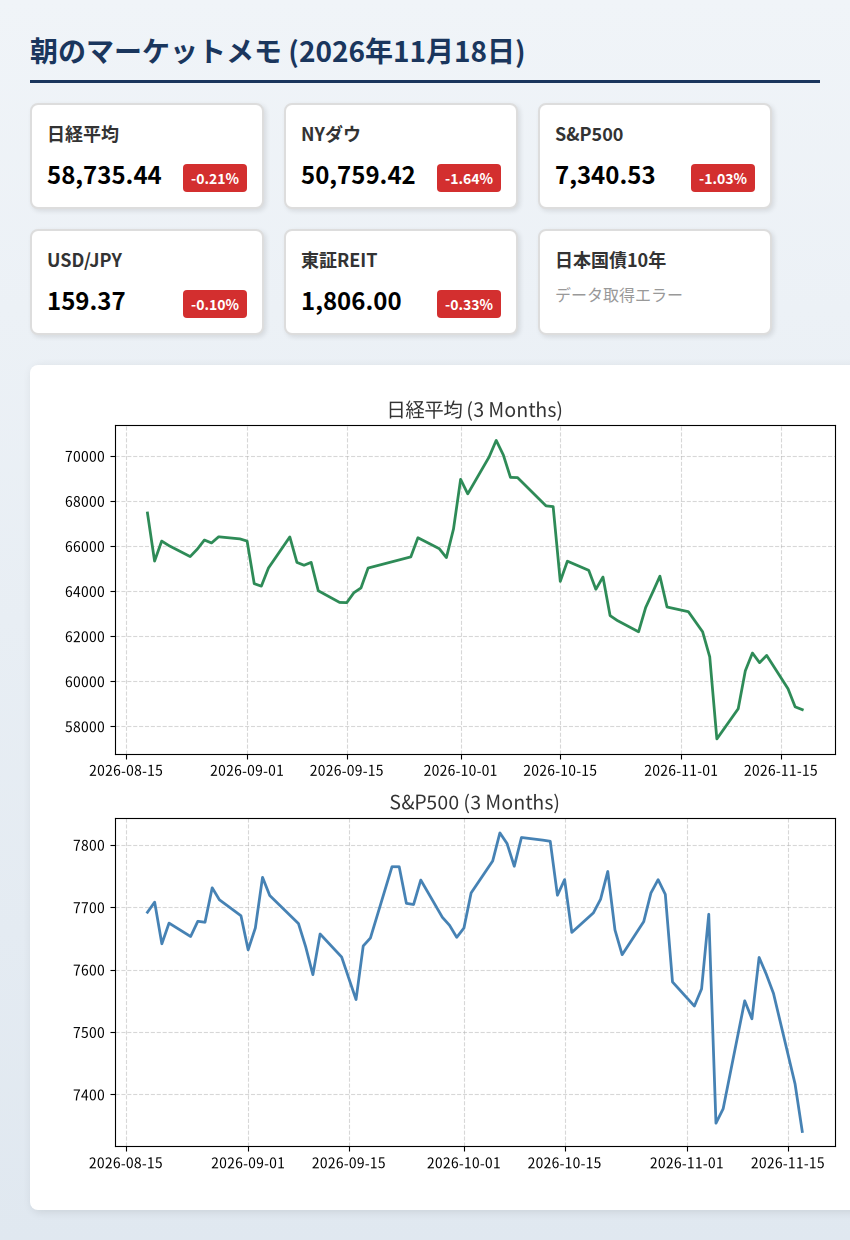 朝のマーケットメモ (2026年11月18日)
日経平均
58,735.44 -0.21%
NYダウ
50,759.42 -1.64%
S&P500
7,340.53 -1.03%
USD/JPY
159.37 -0.10%
東証REIT
1,806.00 -0.33%
日本国債10年
データ取得エラー
日経平均 (3 Months)
70000
68000
66000
64000
62000
60000
58000
2026-08-15 2026-09-01 2026-09-15 2026-10-01 2026-10-15 2026-11-01 2026-11-15
S&P500 (3 Months)
7800
7700
7600
7500
7400
2026-08-15 2026-09-01 2026-09-15 2026-10-01 2026-10-15 2026-11-01 2026-11-15